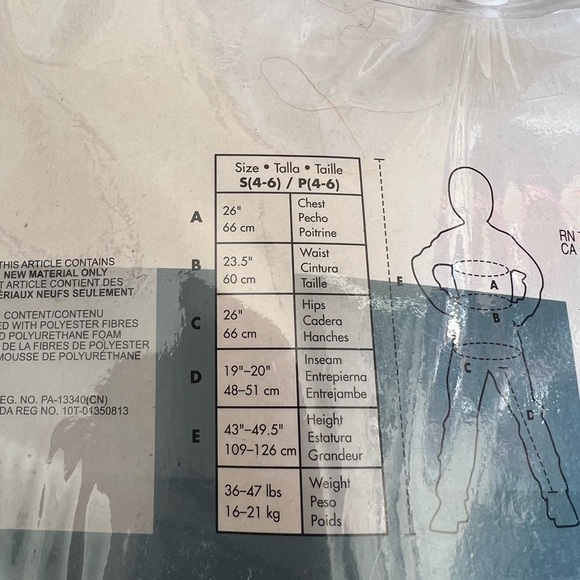 Size • Talla • Taille
S(4-6) / P(4-6)
A
26"
66 cm
Chest
Pecho
Poitrine
B
23.5"
60 cm
Waist
Cintura
Taille
C
26"
66 cm
Hips
Cadera
Hanches
D
19"–20"
48–51 cm
Inseam
Entrepierna
Entrejambe
E
43"–49.5"
109–126 cm
Height
Estatura
Grandeur
36–47 lbs
16–21 kg
Weight
Peso
Poids
THIS ARTICLE CONTAINS
NEW MATERIAL ONLY
T ARTICLE CONTIENT DES
ÉRIAUX NEUFS SEULEMENT
CONTENT/CONTENU
ED WITH POLYESTER FIBRES
D POLYURETHANE FOAM
DE LA FIBRES DE POLYESTER
MOUSSE DE POLYURÉTHANE
EG. NO. PA-13340(CN)
DA REG NO. 10T-01350813
E
A
B
C
D
RN
CA